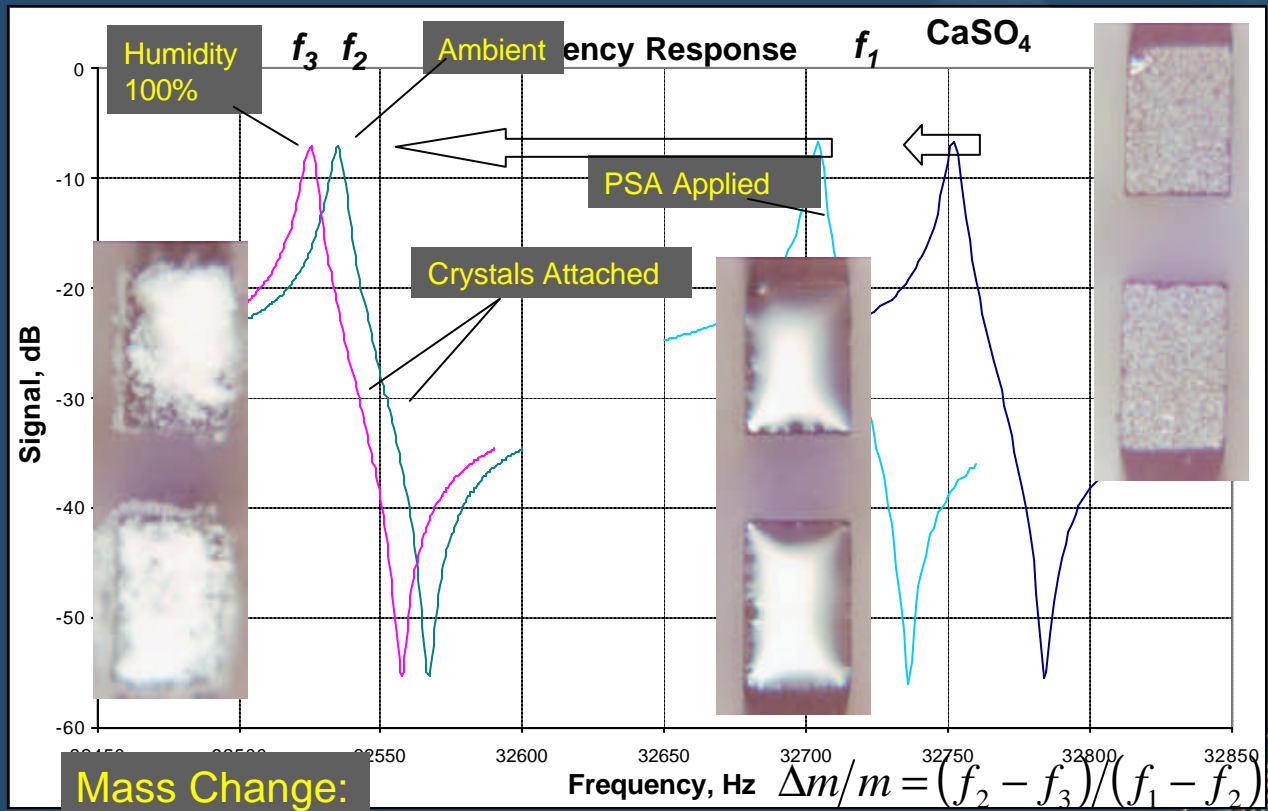 Humidity
100%
f3 f2
Ambient
ency Response
f1
CaSO4
0
-10
-20
-30
-40
-50
-60
Signal, dB
PSA Applied
Crystals Attached
32550
32600
32650
32700
32750
32800
32850
Mass Change:
Frequency, Hz
Δm/m = (f2 − f3)/(f1 − f2)